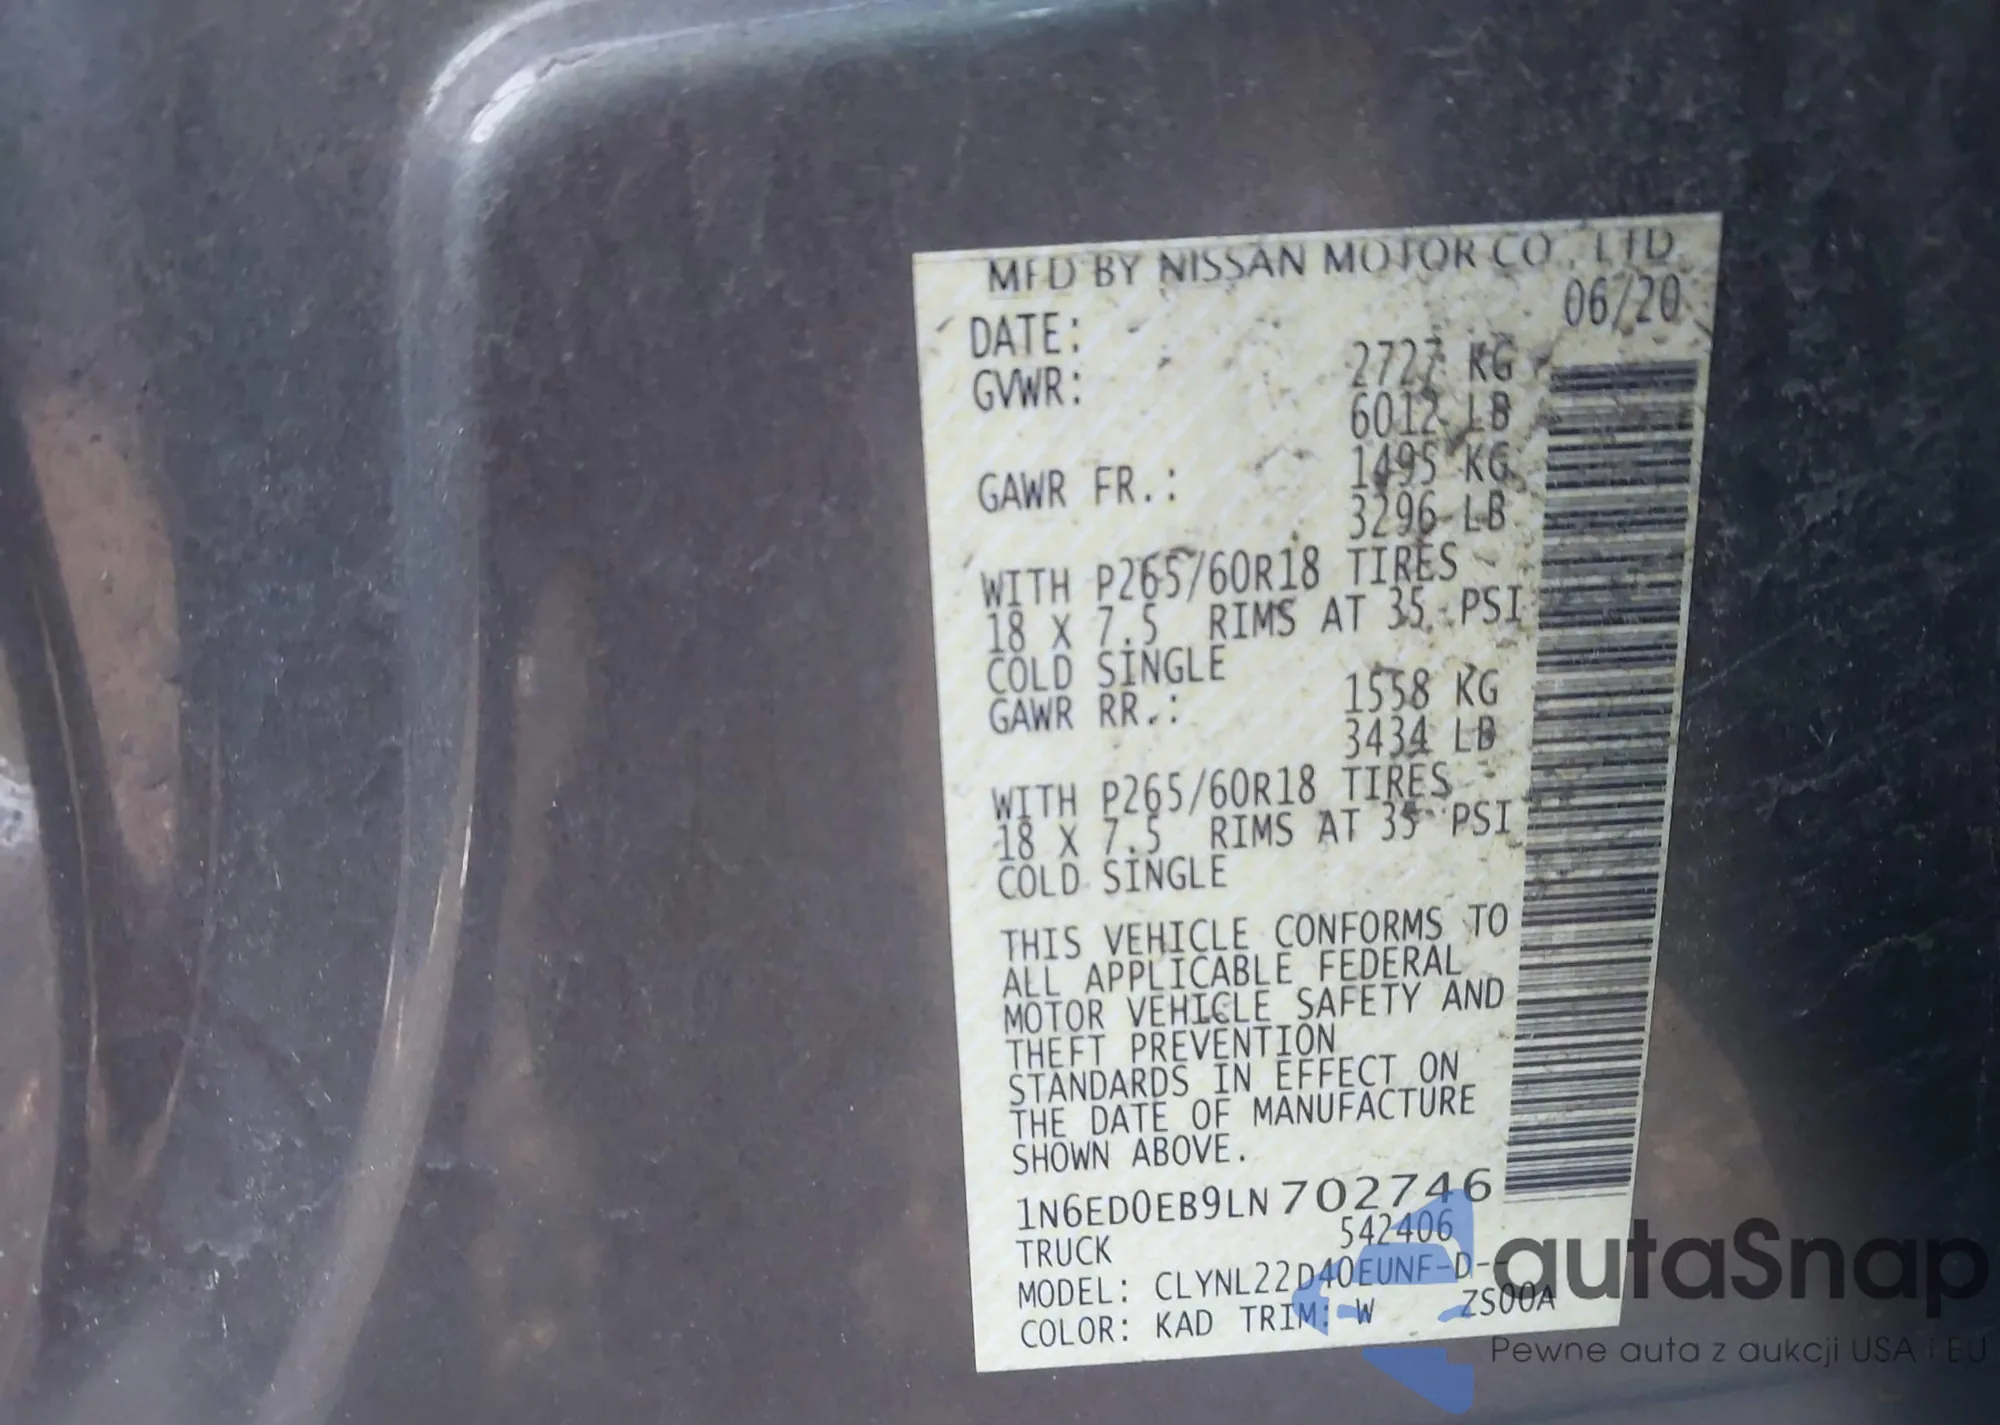 MFD BY NISSAN MOTOR CO., LTD.
DATE: 06/20
GVWR: 2727 KG
6012 LB
GAWR FR.: 1495 KG
3296 LB
WITH P265/60R18 TIRES
18 X 7.5 RIMS AT 35 PSI
COLD SINGLE
GAWR RR.: 1558 KG
3434 LB
WITH P265/60R18 TIRES
18 X 7.5 RIMS AT 35 PSI
COLD SINGLE
THIS VEHICLE CONFORMS TO
ALL APPLICABLE FEDERAL
MOTOR VEHICLE SAFETY AND
THEFT PREVENTION
STANDARDS IN EFFECT ON
THE DATE OF MANUFACTURE
SHOWN ABOVE.
1N6ED0EB9LN702746
TRUCK 542406
MODEL: CLYNL22D40EUNF-D--
COLOR: KAD TRIM: W ZS00A
autaSnap
Pewne auta z aukcji USA i EU